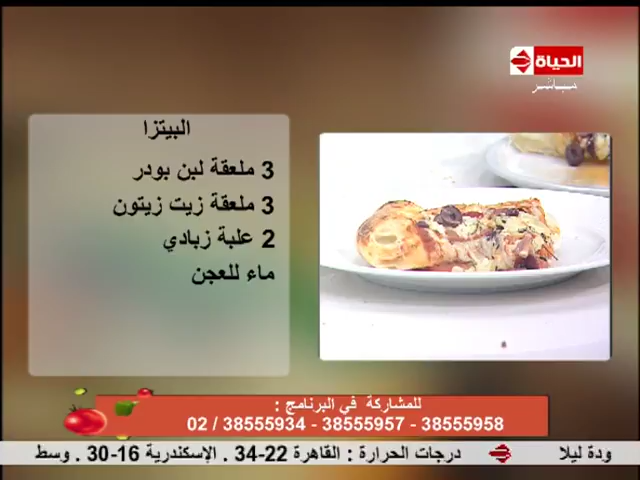 الحياة
مباشر
البيتزا
3 ملعقة لبن بودر
3 ملعقة زيت زيتون
2 علبة زبادي
ماء للعجن
للمشاركة في البرنامج :
02 / 38555934 - 38555957 - 38555958
ودة ليلا درجات الحرارة : القاهرة 22-34 . الإسكندرية 16-30 . وسط